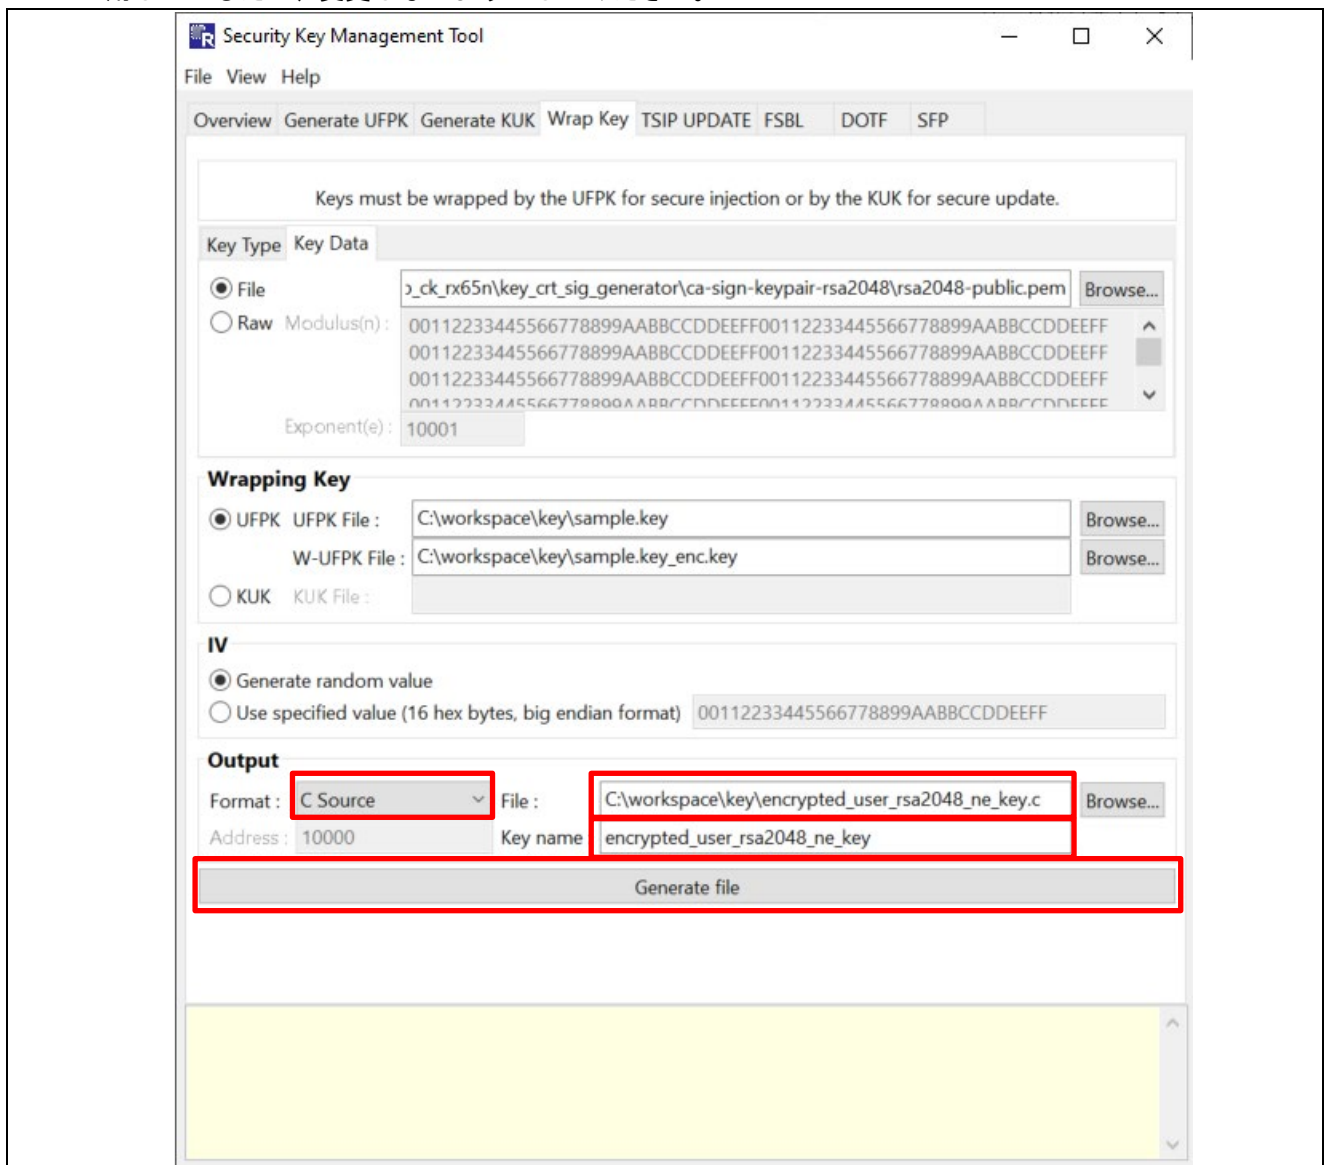 Security Key Management Tool
File View Help
Overview Generate UFPK Generate KUK Wrap Key TSIP UPDATE FSBL DOTF SFP
Keys must be wrapped by the UFPK for secure injection or by the KUK for secure update.
Key Type Key Data
File _ck_rx65n\key_crt_sig_generator\ca-sign-keypair-rsa2048\rsa2048-public.pem Browse...
Raw Modulus(n) : 00112233445566778899AABBCCDDEEFF00112233445566778899AABBCCDDEEFF
00112233445566778899AABBCCDDEEFF00112233445566778899AABBCCDDEEFF
00112233445566778899AABBCCDDEEFF00112233445566778899AABBCCDDEEFF
00112233445566778899AABBCCDDEEFF00112233445566778899AABBCCDDEEFF
Exponent(e) : 10001
Wrapping Key
UFPK UFPK File : C:\workspace\key\sample.key Browse...
W-UFPK File : C:\workspace\key\sample.key_enc.key Browse...
KUK KUK File :
IV
Generate random value
Use specified value (16 hex bytes, big endian format) 00112233445566778899AABBCCDDEEFF
Output
Format : C Source File : C:\workspace\key\encrypted_user_rsa2048_ne_key.c Browse...
Address : 10000 Key name encrypted_user_rsa2048_ne_key
Generate file